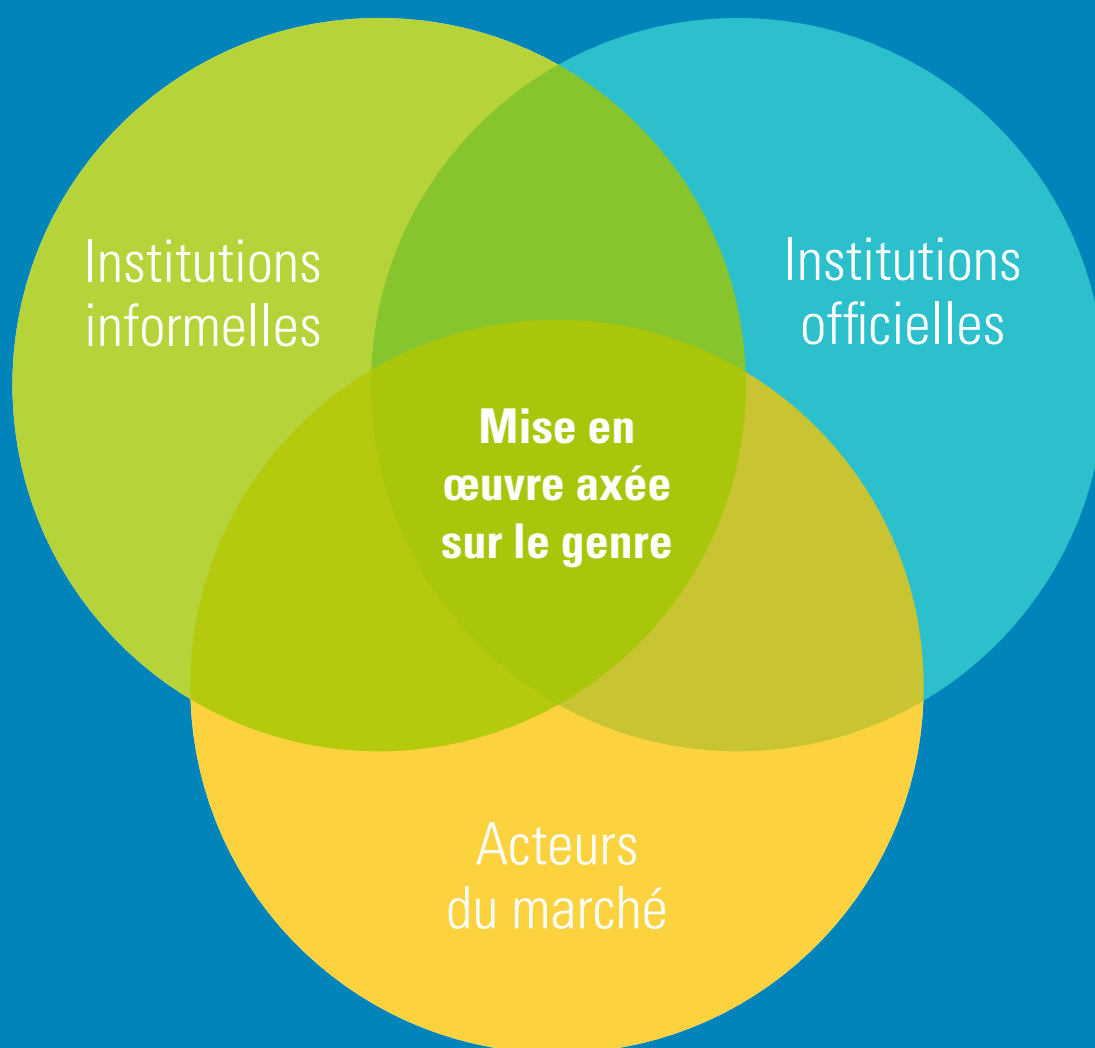 Institutions
informelles
Institutions
officielles
Mise en
œuvre axée
sur le genre
Acteurs
du marché